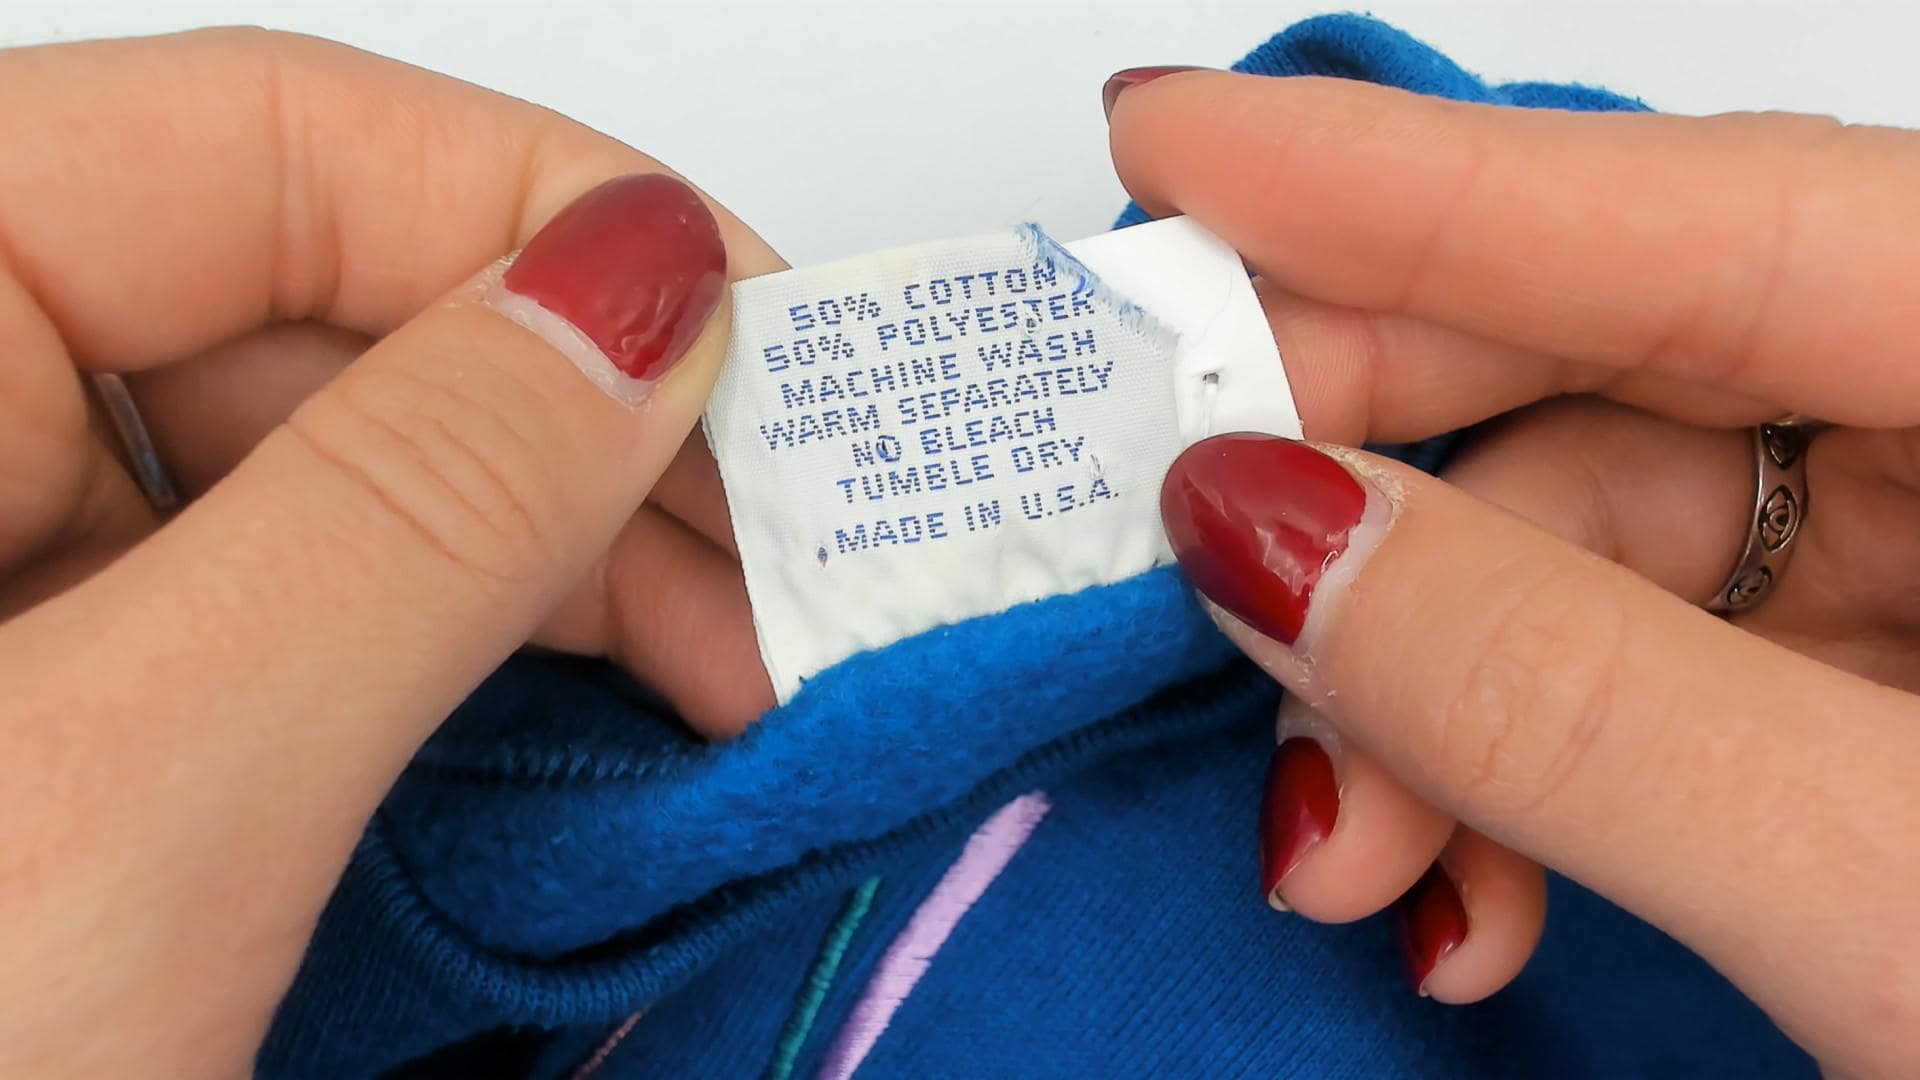 50% COTTON
50% POLYESTER
MACHINE WASH
WARM SEPARATELY
NO BLEACH
TUMBLE DRY
MADE IN U.S.A.